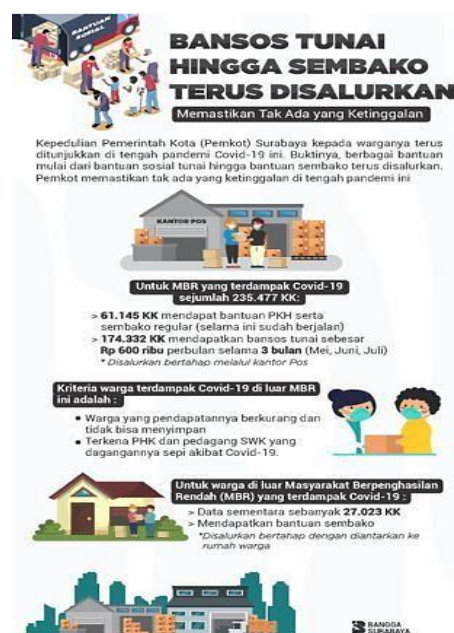 BANTUAN
SOSIAL
BANSOS TUNAI
HINGGA SEMBAKO
TERUS DISALURKAN
Memastikan Tak Ada yang Ketinggalan
Kepedulian Pemerintah Kota (Pemkot) Surabaya kepada warganya terus
ditunjukkan di tengah pandemi Covid-19 ini. Buktinya, berbagai bantuan
mulai dari bantuan sosial tunai hingga bantuan sembako terus disalurkan.
Pemkot memastikan tak ada yang ketinggalan di tengah pandemi ini
KANTOR POS
Untuk MBR yang terdampak Covid-19
sejumlah 235.477 KK:
> 61.145 KK mendapat bantuan PKH serta
sembako regular (selama ini sudah berjalan)
> 174.332 KK mendapatkan bansos tunai sebesar
Rp 600 ribu perbulan selama 3 bulan (Mei, Juni, Juli)
* Disalurkan bertahap melalui kantor Pos
Kriteria warga terdampak Covid-19 di luar MBR
ini adalah :
• Warga yang pendapatannya berkurang dan
tidak bisa menyimpan
• Terkena PHK dan pedagang SWK yang
dagangannya sepi akibat Covid-19.
Untuk warga di luar Masyarakat Berpenghasilan
Rendah (MBR) yang terdampak Covid-19 :
> Data sementara sebanyak 27.023 KK
> Mendapatkan bantuan sembako
*Disalurkan bertahap dengan diantarkan ke
rumah warga
BANGGA
SURABAYA